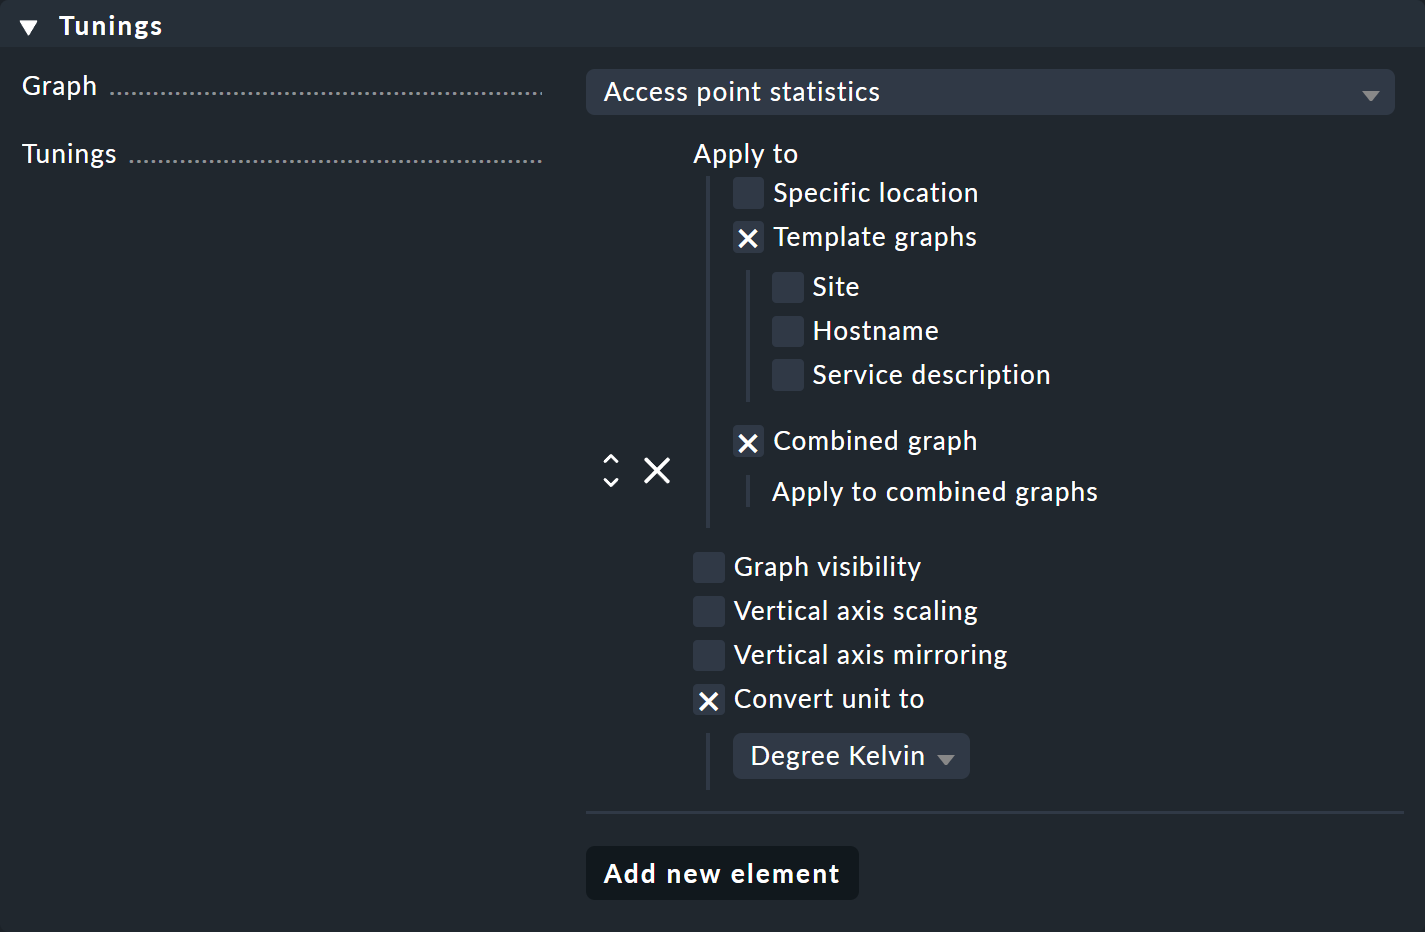 Tunings
Graph
Access point statistics
Tunings
Apply to
Specific location
Template graphs
Site
Hostname
Service description
Combined graph
Apply to combined graphs
Graph visibility
Vertical axis scaling
Vertical axis mirroring
Convert unit to
Degree Kelvin
Add new element